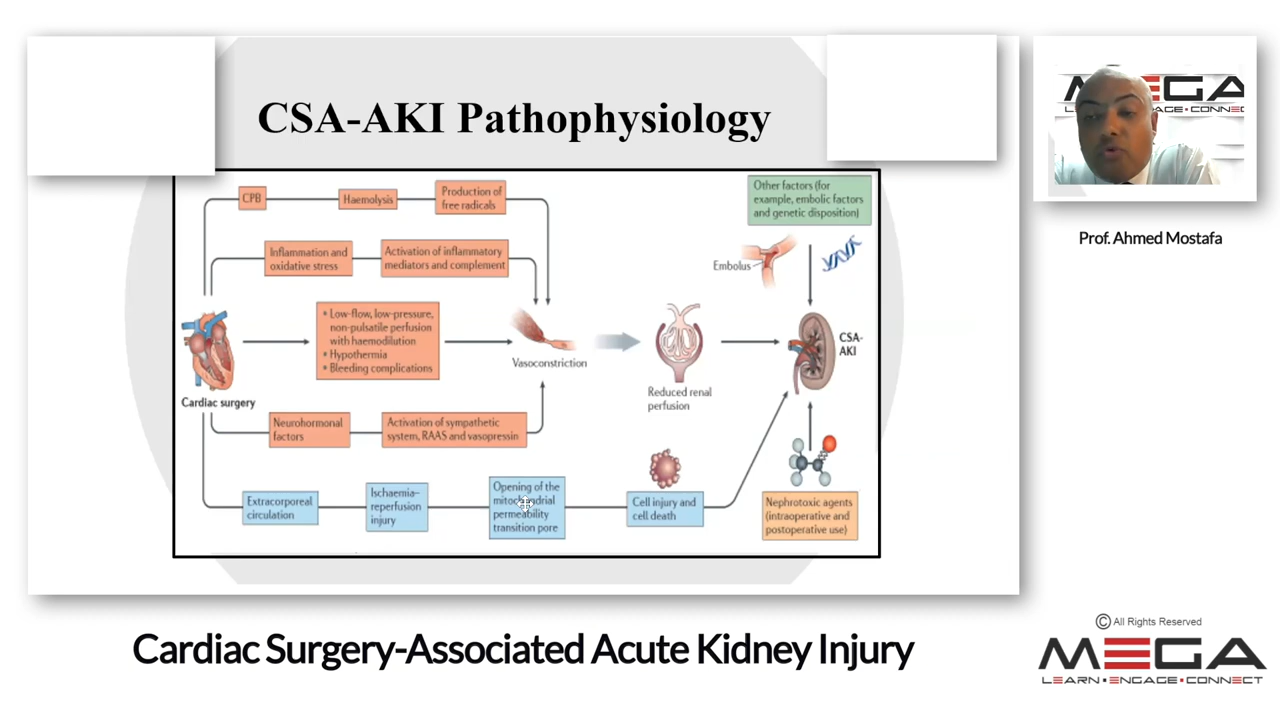 CSA-AKI Pathophysiology
CPB
Haemolysis
Production of
free radicals
Inflammation and
oxidative stress
Activation of inflammatory
mediators and complement
• Low-flow, low-pressure,
non-pulsatile perfusion
with haemodilution
• Hypothermia
• Bleeding complications
Vasoconstriction
Cardiac surgery
Neurohormonal
factors
Activation of sympathetic
system, RAAS and vasopressin
Extracorporeal
circulation
Ischaemia–
reperfusion
injury
Opening of the
mitochondrial
permeability
transition pore
Cell injury and
cell death
Reduced renal
perfusion
Other factors (for
example, embolic factors
and genetic disposition)
Embolus
CSA-
AKI
Nephrotoxic agents
(intraoperative and
postoperative use)
Prof. Ahmed Mostafa
Cardiac Surgery-Associated Acute Kidney Injury
© All Rights Reserved
MEGA
LEARN • ENGAGE • CONNECT